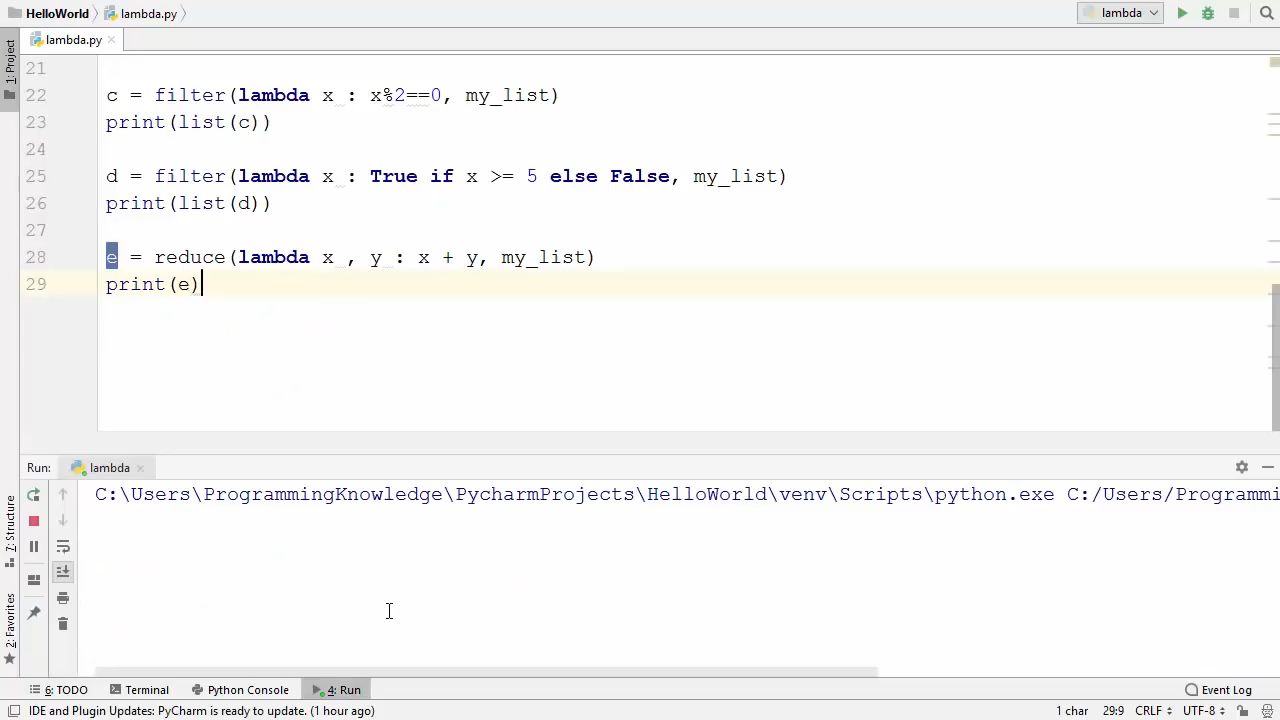 HelloWorld lambda.py lambda
1: Project
lambda.py
21
22 c = filter(lambda x : x%2==0, my_list)
23 print(list(c))
24
25 d = filter(lambda x : True if x >= 5 else False, my_list)
26 print(list(d))
27
28 e = reduce(lambda x , y : x + y, my_list)
29 print(e)
Run: lambda
C:\Users\ProgrammingKnowledge\PycharmProjects\HelloWorld\venv\Scripts\python.exe C:/Users/Programmi
7: Structure
2: Favorites
6: TODO Terminal Python Console 4: Run Event Log
IDE and Plugin Updates: PyCharm is ready to update. (1 hour ago) 1 char 29:9 CRLF UTF-8